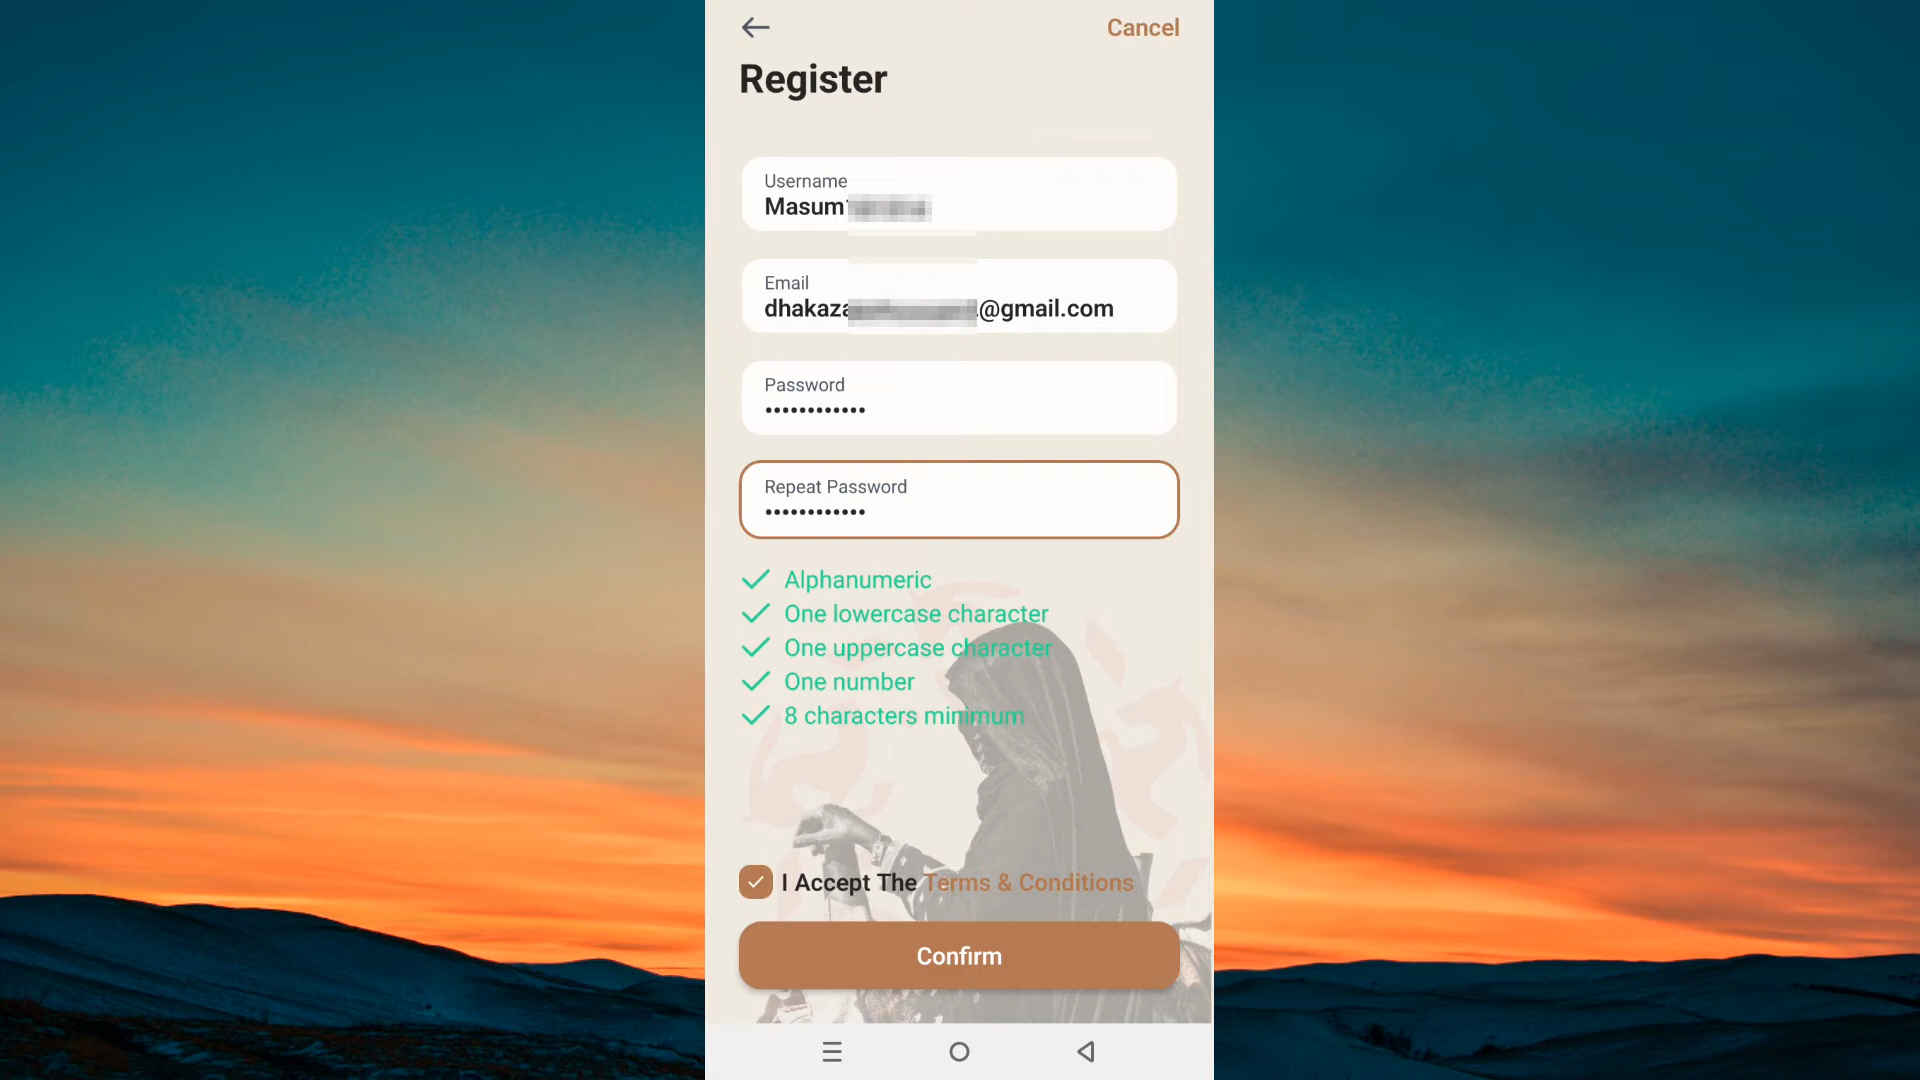 Cancel
Register
Username
Masum
Email
dhakaza @gmail.com
Password
••••••••••••
Repeat Password
••••••••••••
Alphanumeric
One lowercase character
One uppercase character
One number
8 characters minimum
I Accept The Terms & Conditions
Confirm